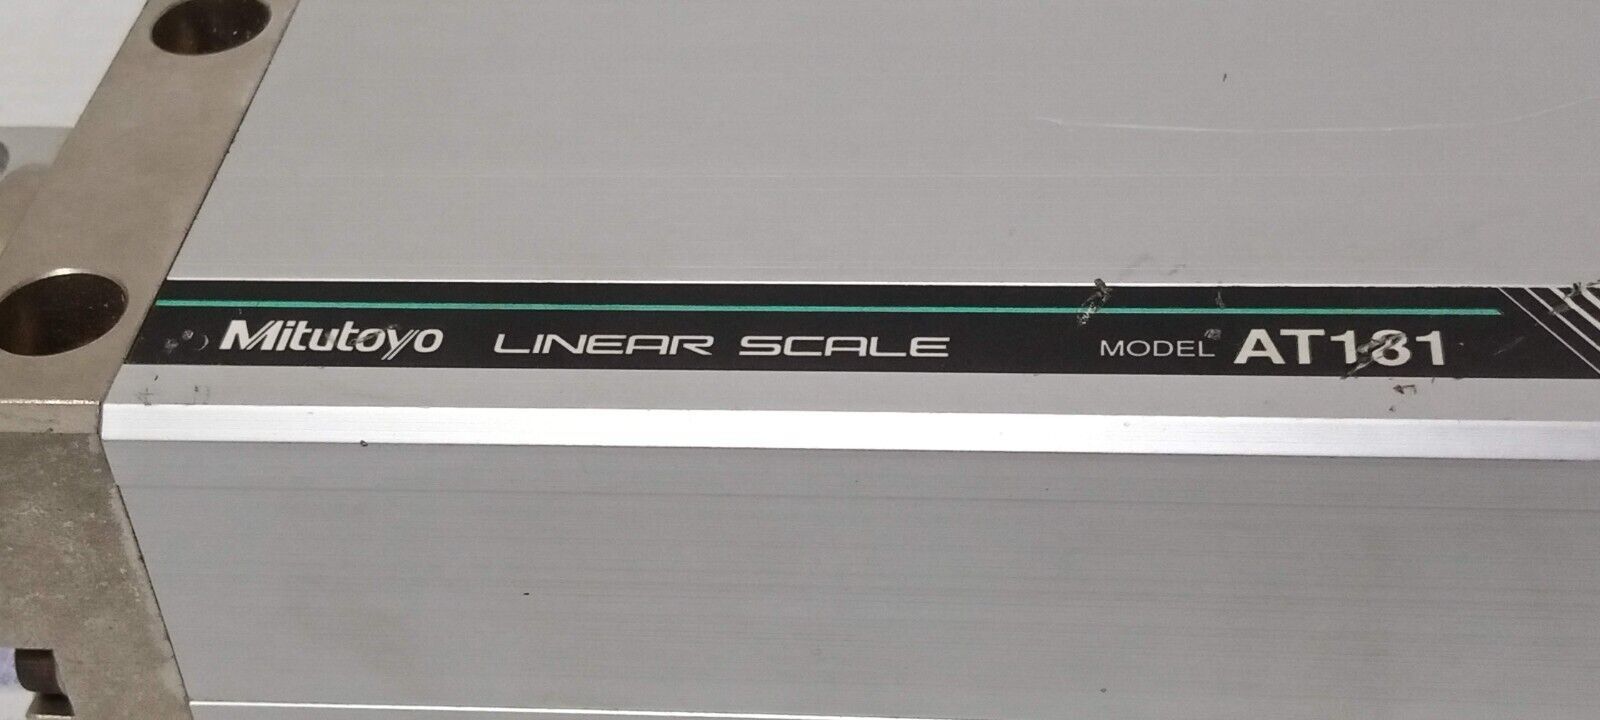 Mitutoyo LINEAR SCALE MODEL AT181